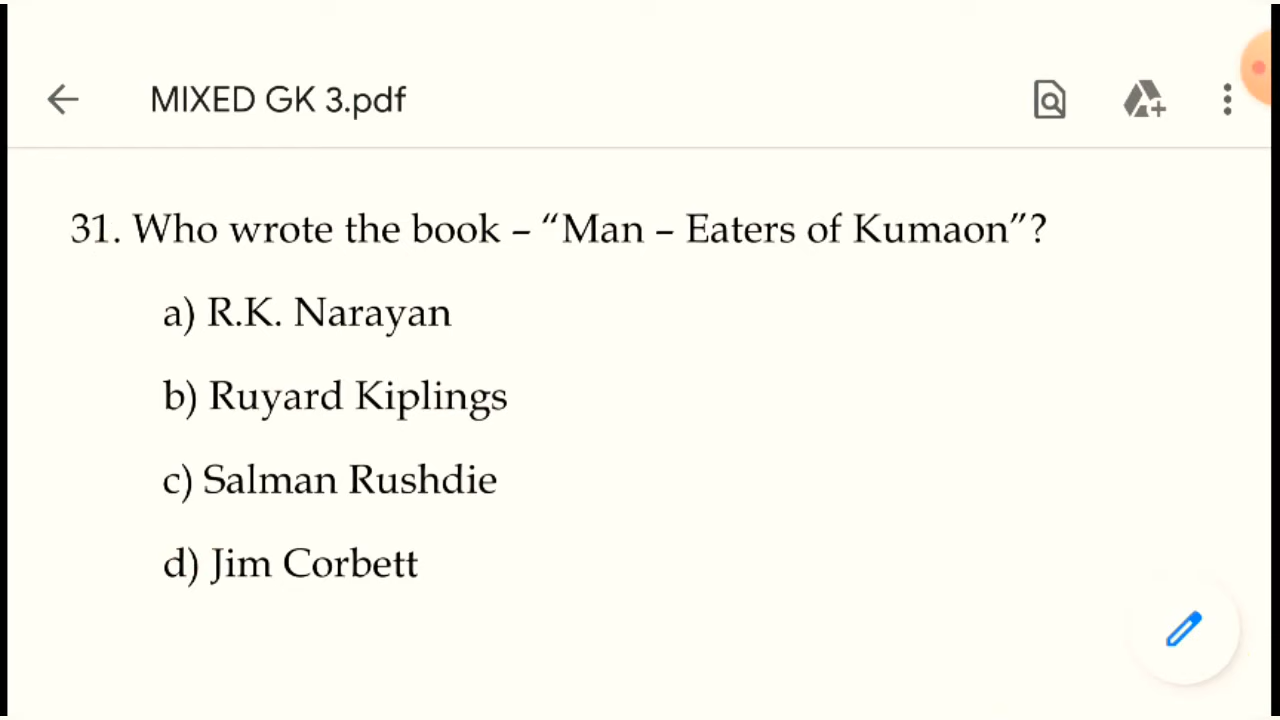 MIXED GK 3.pdf
31. Who wrote the book – “Man – Eaters of Kumaon”?
a) R.K. Narayan
b) Ruyard Kiplings
c) Salman Rushdie
d) Jim Corbett